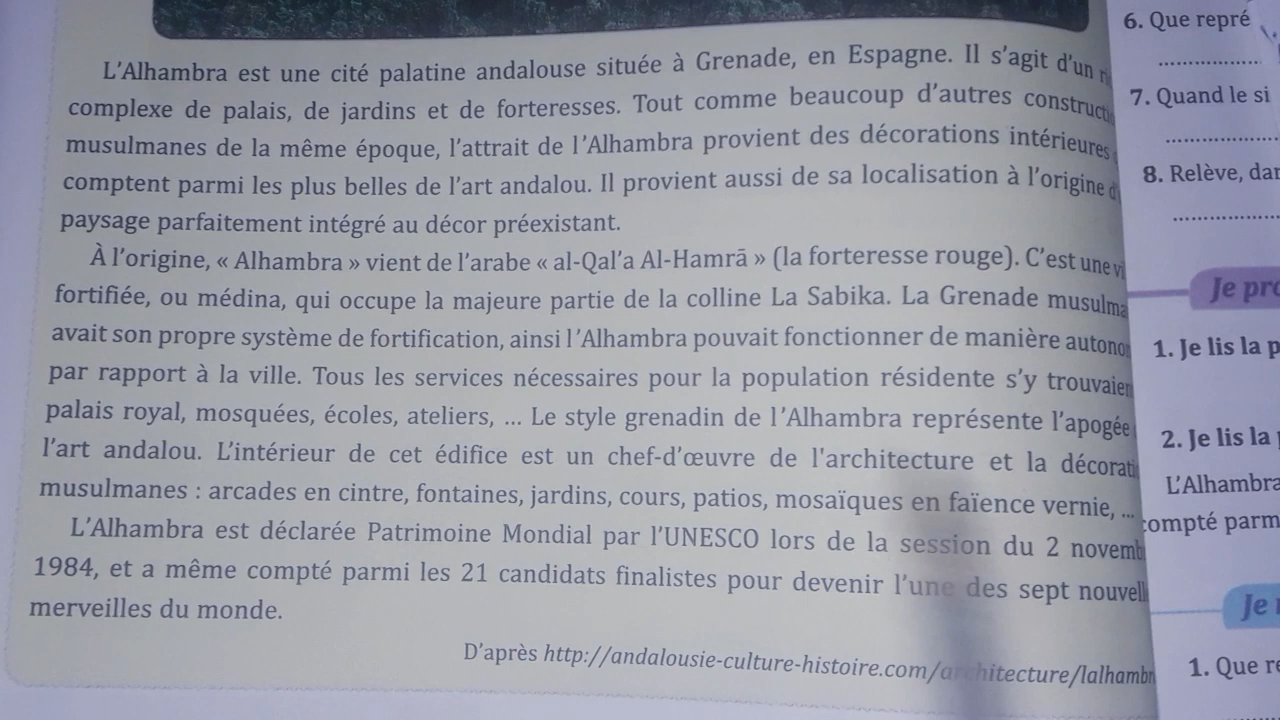 L'Alhambra est une cité palatine andalouse située à Grenade, en Espagne. Il s'agit d'un
complexe de palais, de jardins et de forteresses. Tout comme beaucoup d'autres
musulmanes de la même époque, l'attrait de l'Alhambra provient des décorations intérieures
comptent parmi les plus belles de l'art andalou. Il provient aussi de sa localisation à l'origine
paysage parfaitement intégré au décor préexistant.
À l'origine, « Alhambra » vient de l'arabe « al-Qal'a Al-Hamrā » (la forteresse rouge). C'est une
fortifiée, ou médina, qui occupe la majeure partie de la colline La Sabika. La Grenade
avait son propre système de fortification, ainsi l'Alhambra pouvait fonctionner de manière
par rapport à la ville. Tous les services nécessaires pour la population résidente s'y
palais royal, mosquées, écoles, ateliers, ... Le style grenadin de l'Alhambra représente l'apogée
l'art andalou. L'intérieur de cet édifice est un chef-d'œuvre de l'architecture et la
musulmanes : arcades en cintre, fontaines, jardins, cours, patios, mosaïques en faïence vernie, ...
L'Alhambra est déclarée Patrimoine Mondial par l'UNESCO lors de la session du 2
1984, et a même compté parmi les 21 candidats finalistes pour devenir l'une des sept
merveilles du monde.
D'après http://andalousie-culture-histoire.com/architecture/lalhambr
6. Que repré
7. Quand le si
8. Relève, dan
Je pro
1. Je lis la p
2. Je lis la
L'Alhambra
compté parm
Je
1. Que re